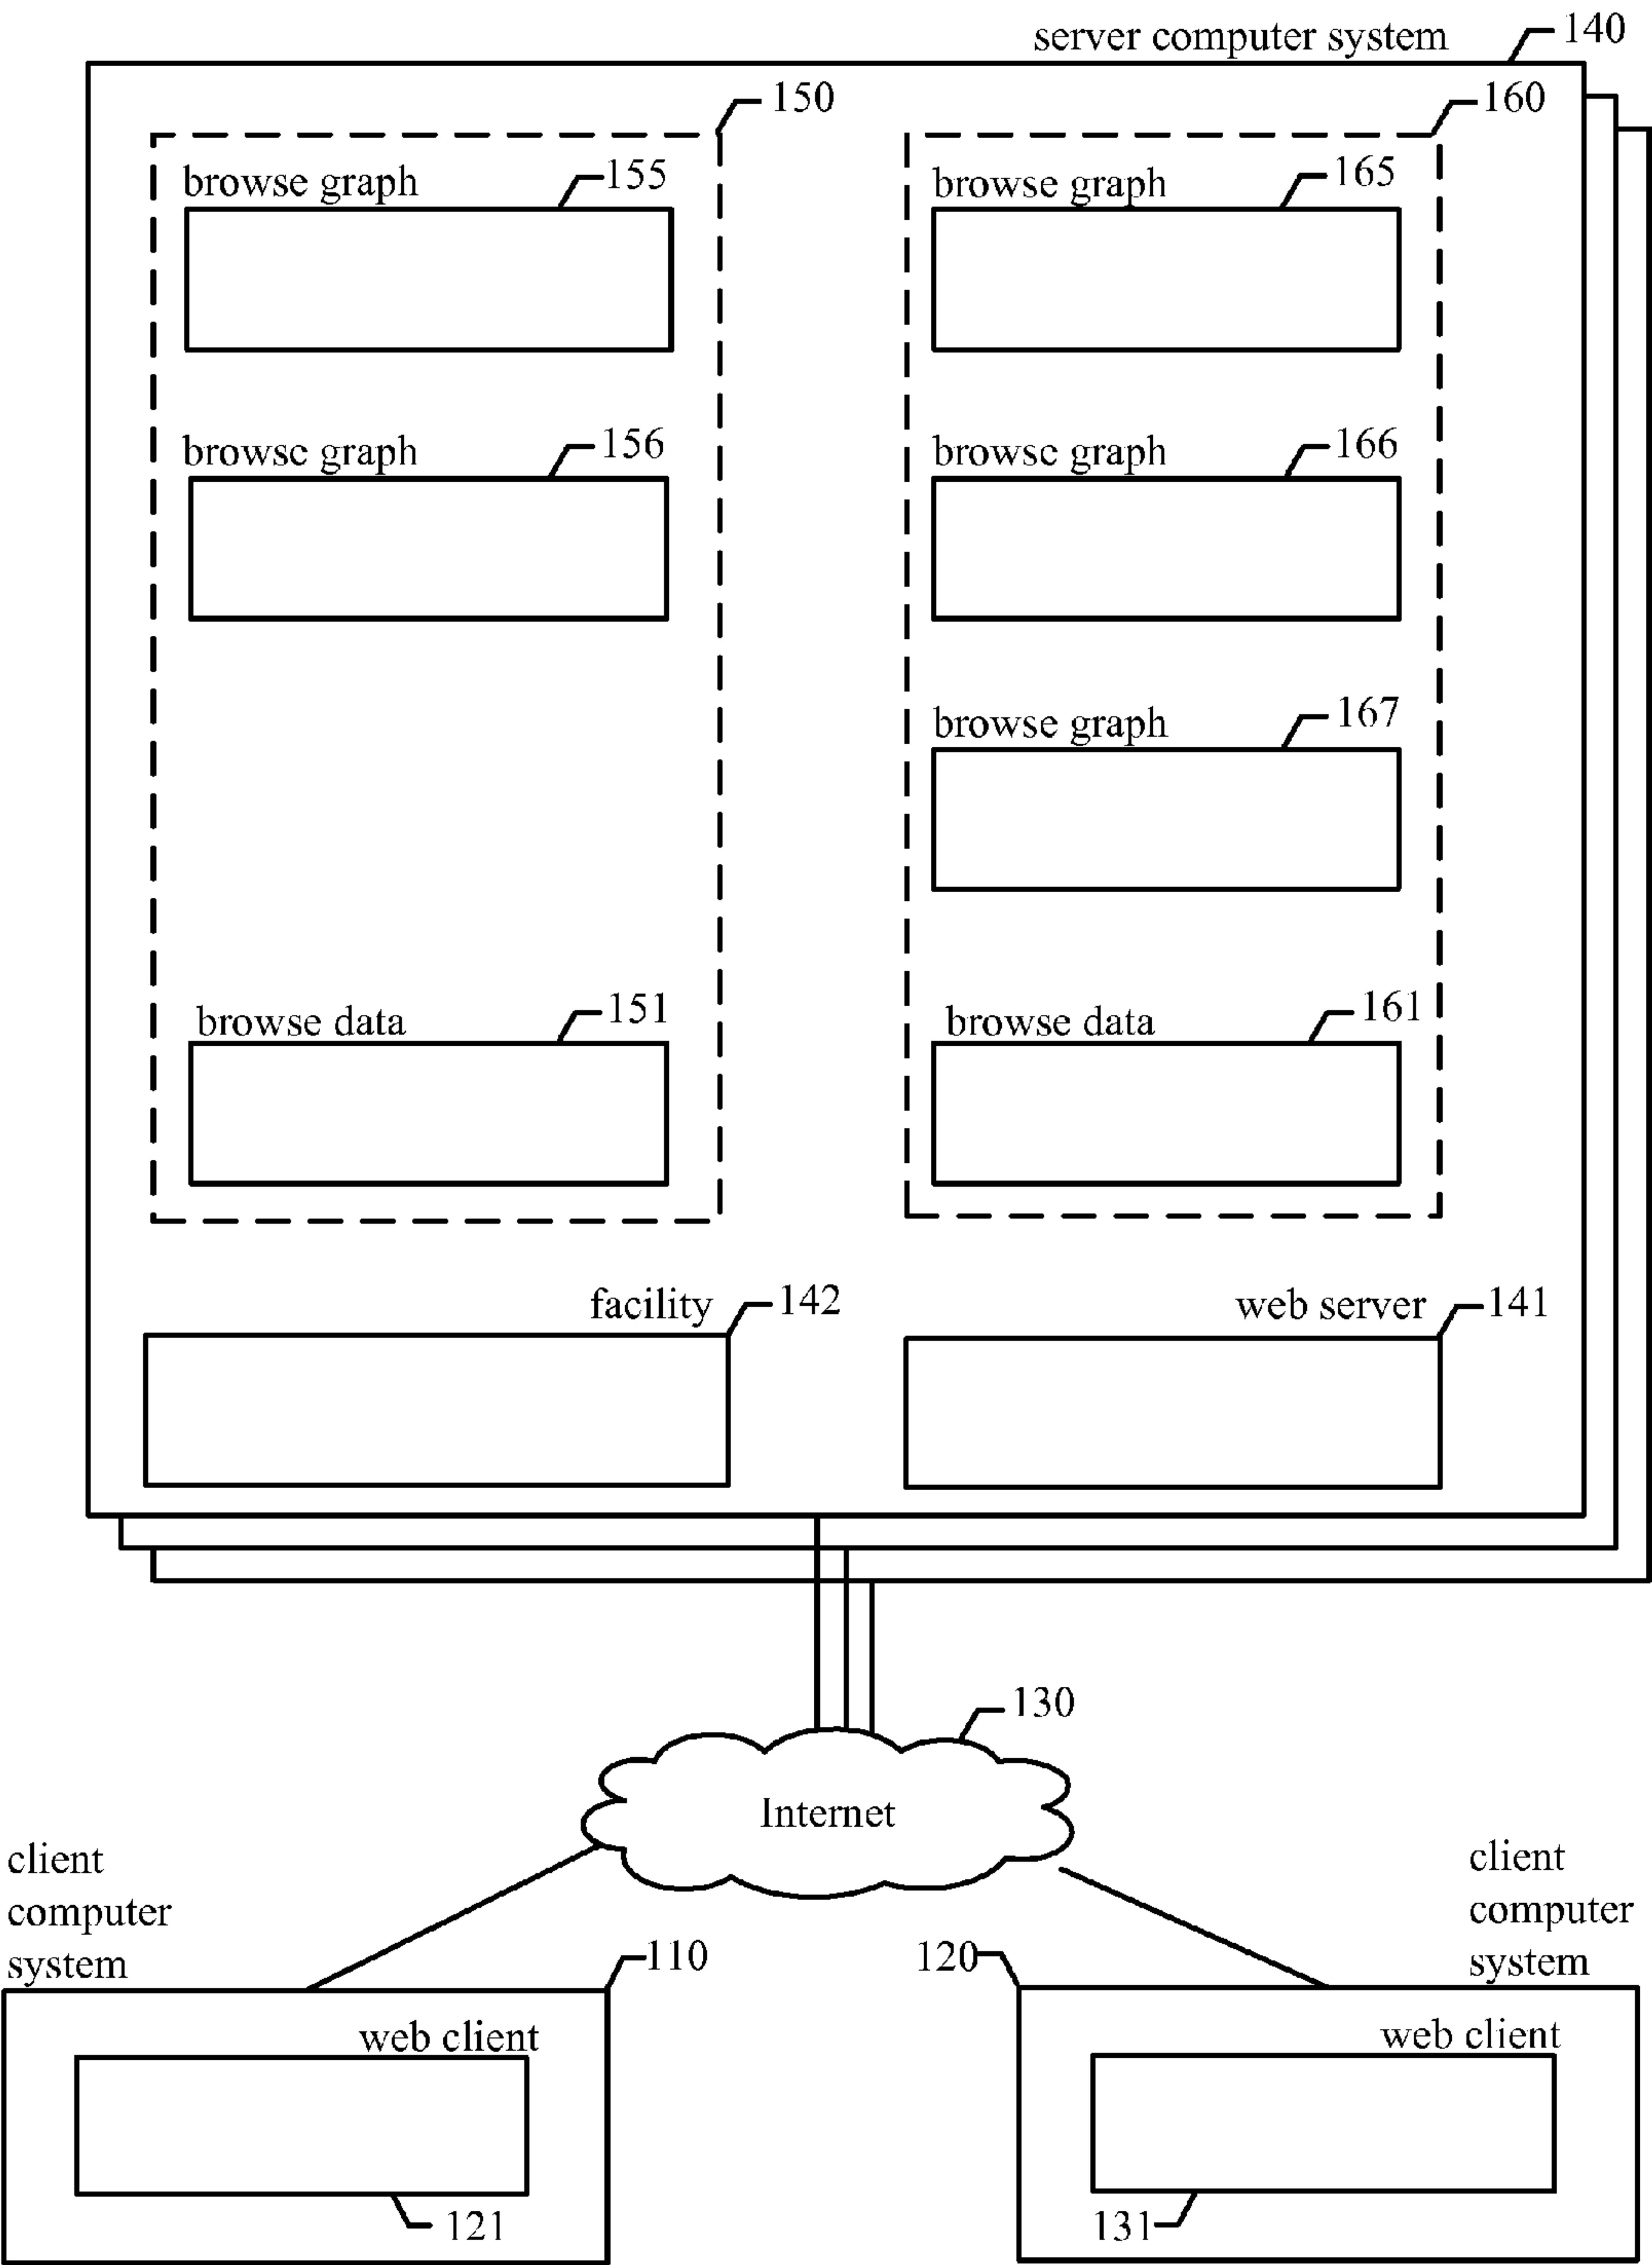 server computer system 140
150
160
browse graph 155
browse graph 165
browse graph 156
browse graph 166
browse graph 167
browse data 151
browse data 161
facility 142
web server 141
130
Internet
client
computer
system
client
computer
system
110
120
web client
web client
121
131